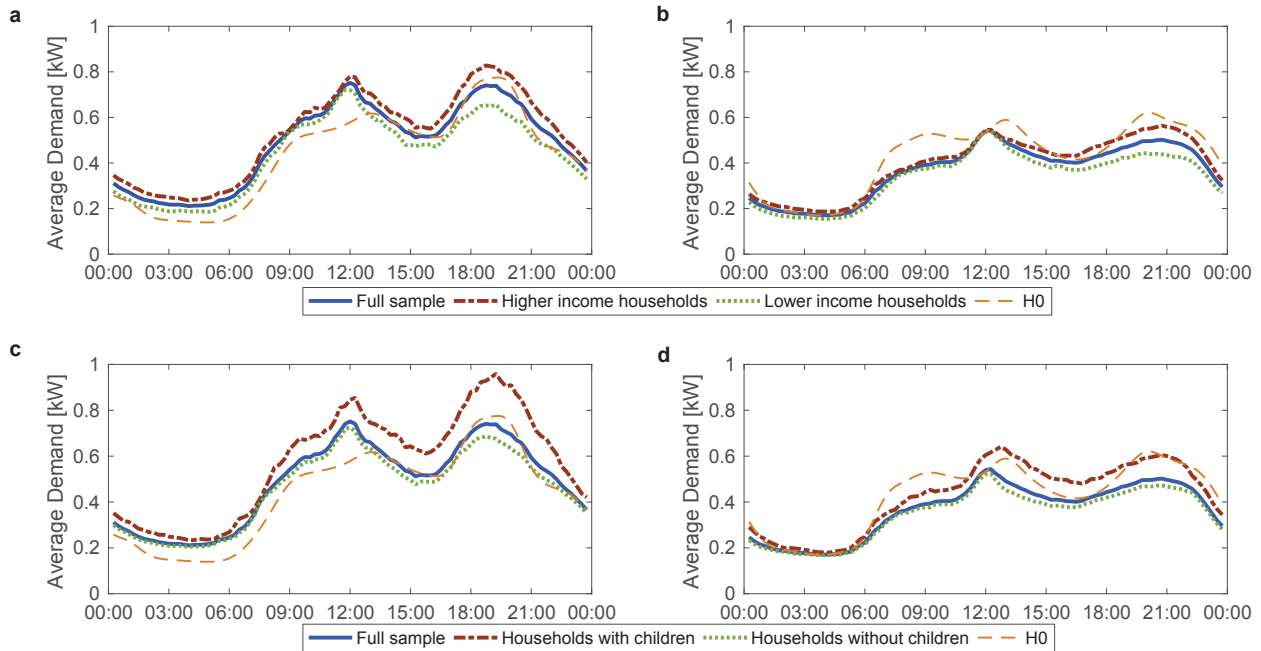 a
b
Average Demand [kW]
1
0.8
0.6
0.4
0.2
0
00:00 03:00 06:00 09:00 12:00 15:00 18:00 21:00 00:00
Average Demand [kW]
1
0.8
0.6
0.4
0.2
0
00:00 03:00 06:00 09:00 12:00 15:00 18:00 21:00 00:00
Full sample Higher income households Lower income households H0
c
d
Average Demand [kW]
1
0.8
0.6
0.4
0.2
0
00:00 03:00 06:00 09:00 12:00 15:00 18:00 21:00 00:00
Average Demand [kW]
1
0.8
0.6
0.4
0.2
0
00:00 03:00 06:00 09:00 12:00 15:00 18:00 21:00 00:00
Full sample Households with children Households without children H0